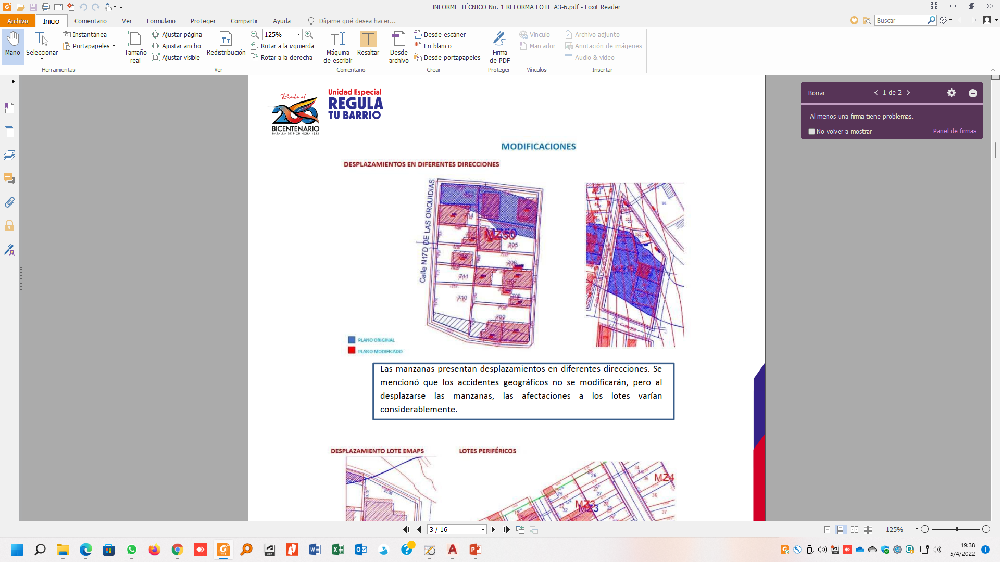 INFORME TÉCNICO No. 1 REFORMA LOTE A3-6.pdf - Foxit Reader
Archivo
Inicio
Comentario
Ver
Formulario
Proteger
Compartir
Ayuda
Dígame qué desea hacer...
Buscar
Mano
Seleccionar
Instantánea
Portapapeles
Herramientas
Tamaño real
Ajustar página
Ajustar ancho
Ajustar visible
Redistribución
125%
Rotar a la izquierda
Rotar a la derecha
Ver
Máquina de escribir
Resaltar
Comentario
Desde archivo
Desde escáner
En blanco
Desde portapapeles
Crear
Firma de PDF
Proteger
Vínculo
Marcador
Vínculos
Archivo adjunto
Anotación de imágenes
Audio & video
Insertar
Borrar
1 de 2
Al menos una firma tiene problemas.
No volver a mostrar
Panel de firmas
Rumbo al
200
BICENTENARIO
BATALLA DE PICHINCHA 1822
Unidad Especial
REGULA
TU BARRIO
MODIFICACIONES
DESPLAZAMIENTOS EN DIFERENTES DIRECCIONES
Calle N17D DE LAS ORQUIDIAS
MZ50
705
706
711
710
708
709
PLANO ORIGINAL
PLANO MODIFICADO
Las manzanas presentan desplazamientos en diferentes direcciones. Se
mencionó que los accidentes geográficos no se modificarán, pero al
desplazarse las manzanas, las afectaciones a los lotes varían
considerablemente.
DESPLAZAMIENTO LOTE EMAPS
LOTES PERIFÉRICOS
26
25
27
28
32
MZ3
34
35
36
37
MZ4
3 / 16
125%
19:38
5/4/2022
1